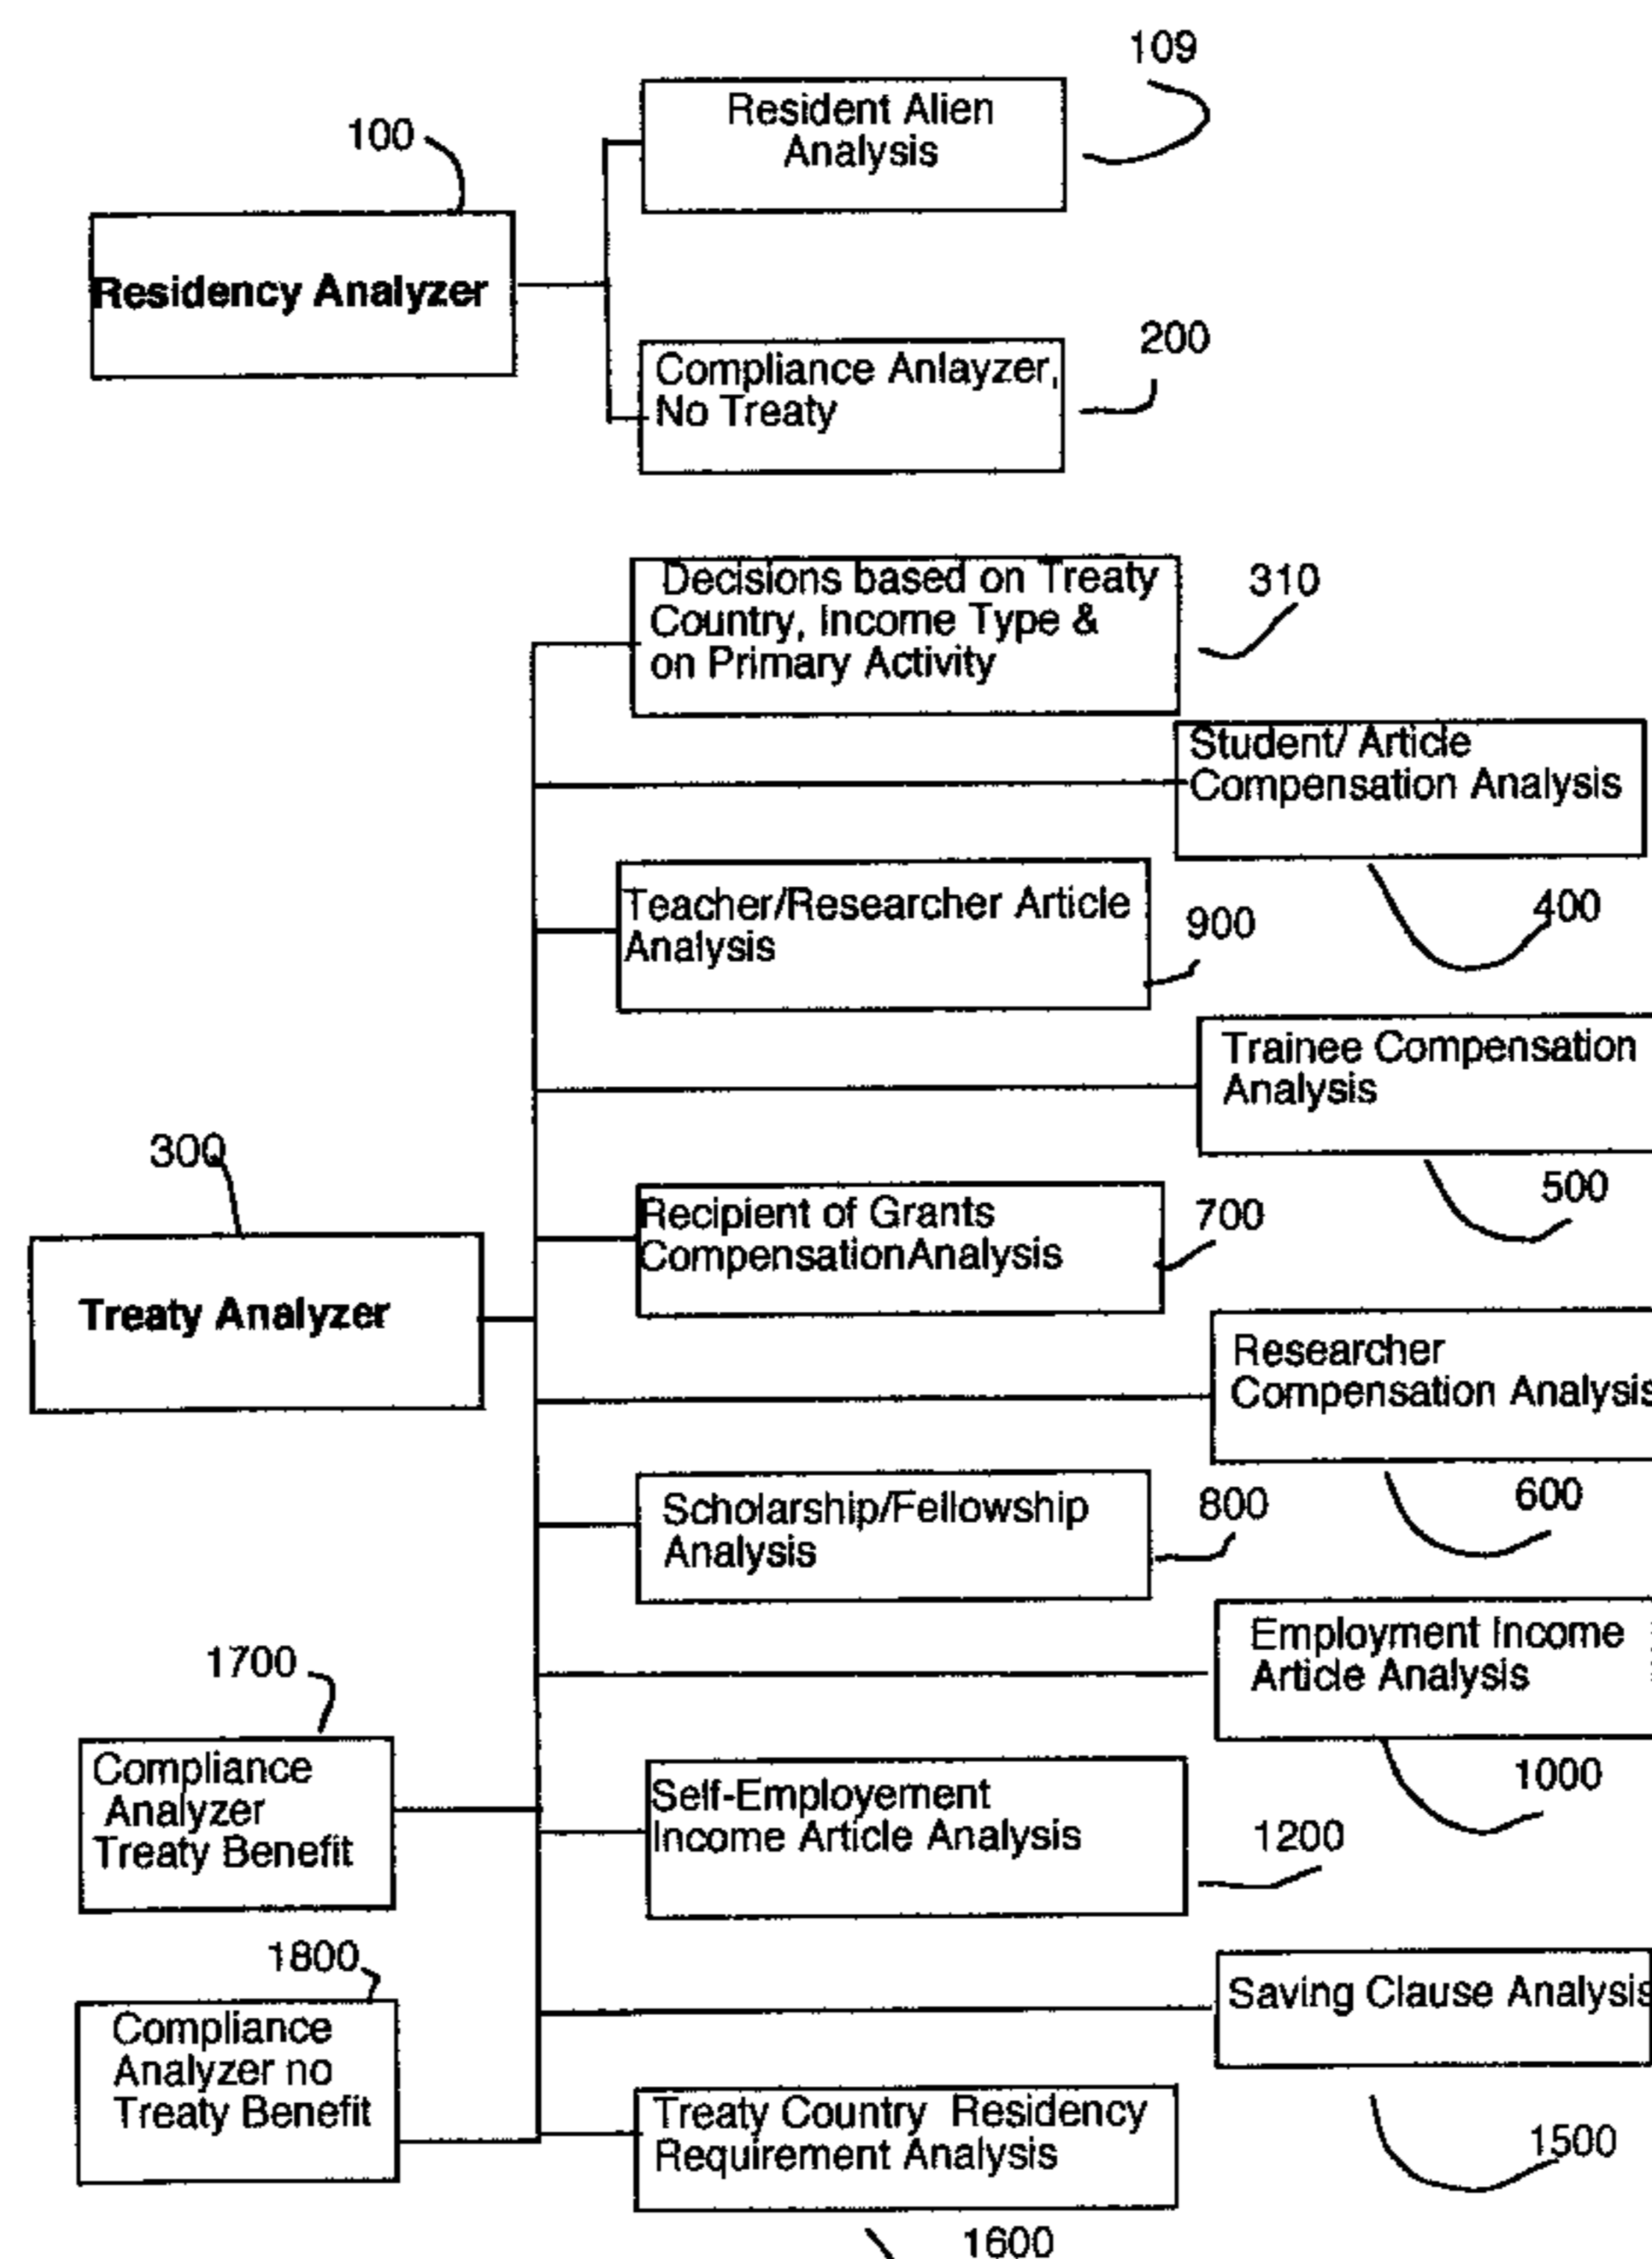 109
Resident Alien
Analysis
100
Residency Analyzer
200
Compliance Anlayzer,
No Treaty
Decisions based on Treaty
Country, Income Type &
on Primary Activity
310
Student/ Article
Compensation Analysis
400
Teacher/Researcher Article
Analysis
900
Trainee Compensation
Analysis
500
300
Treaty Analyzer
Recipient of Grants
CompensationAnalysis
700
Researcher
Compensation Analysis
600
Scholarship/Fellowship
Analysis
800
Employment Income
Article Analysis
1000
1700
Compliance
Analyzer
Treaty Benefit
Self-Employement
Income Article Analysis
1200
1800
Compliance
Analyzer no
Treaty Benefit
Saving Clause Analysis
1500
Treaty Country Residency
Requirement Analysis
1600